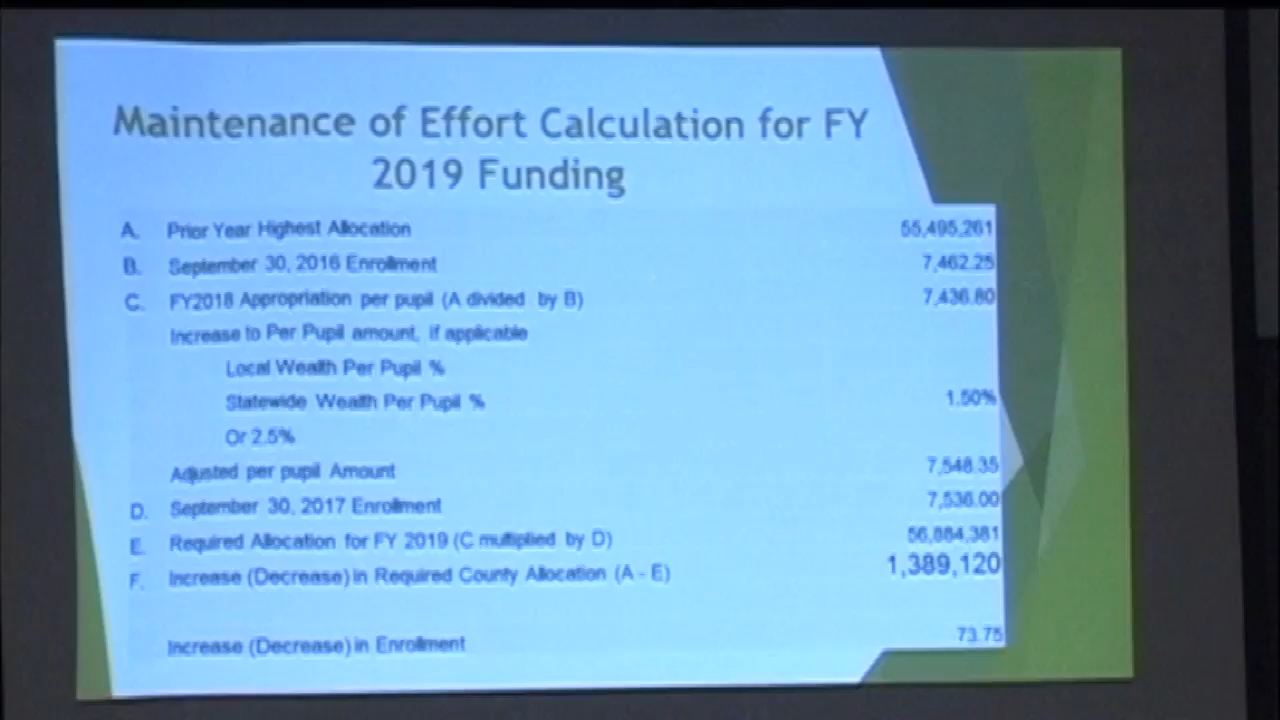 Maintenance of Effort Calculation for FY
2019 Funding
A. Prior Year Highest Allocation 55,495,261
B. September 30, 2016 Enrollment 7,462.25
C. FY2018 Appropriation per pupil (A divided by B) 7,436.80
Increase to Per Pupil amount, if applicable
Local Wealth Per Pupil %
Statewide Wealth Per Pupil % 1.50%
Or 2.5%
Adjusted per pupil Amount 7,548.35
D. September 30, 2017 Enrollment 7,536.00
E. Required Allocation for FY 2019 (C multiplied by D) 56,884,381
F. Increase (Decrease) in Required County Allocation (A - E) 1,389,120
Increase (Decrease) in Enrollment 73.75